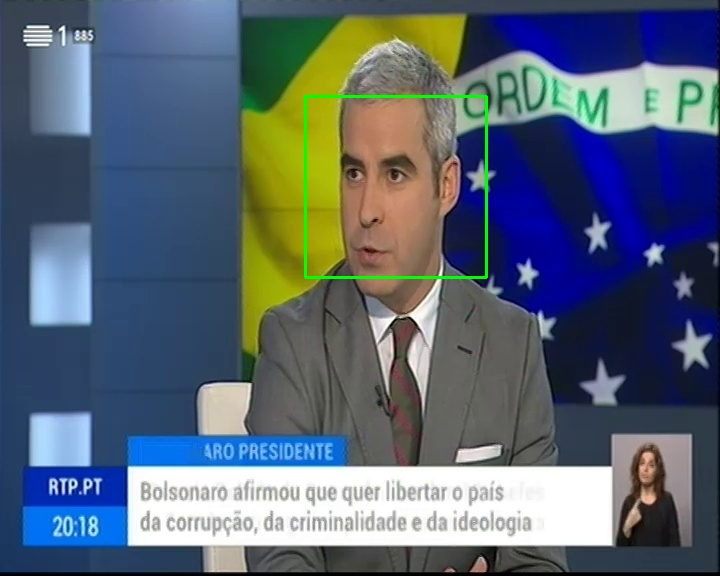 1 885
ORDEM E P
ARO PRESIDENTE
RTP.PT
Bolsonaro afirmou que quer libertar o país
20:18
da corrupção, da criminalidade e da ideologia